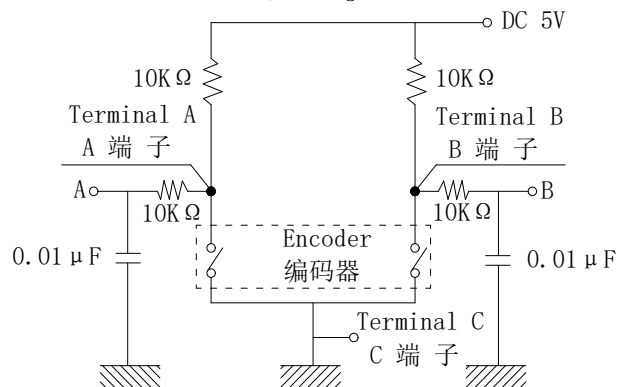 DC 5V
10KΩ
10KΩ
Terminal A
A 端 子
Terminal B
B 端 子
A
10KΩ
10KΩ
B
0.01μF
Encoder
编码器
0.01μF
Terminal C
C 端 子